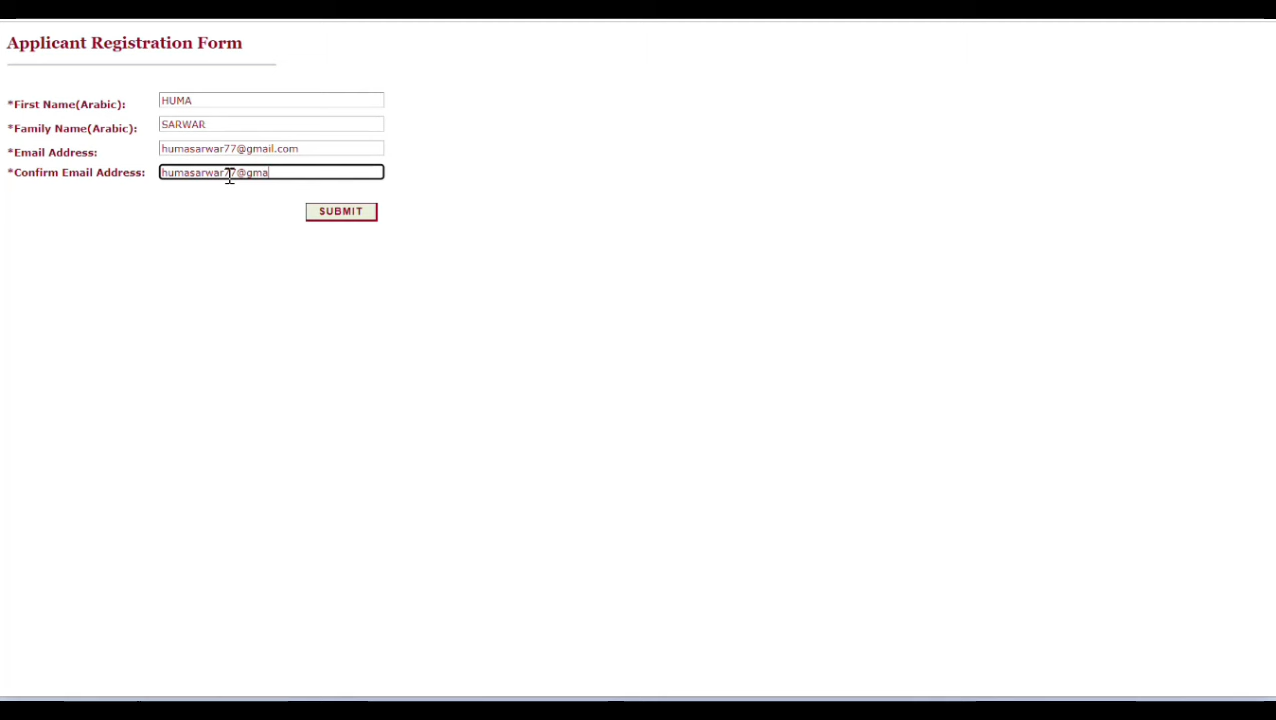 Applicant Registration Form
*First Name(Arabic): HUMA
*Family Name(Arabic): SARWAR
*Email Address: humasarwar77@gmail.com
*Confirm Email Address: humasarwar77@gma
SUBMIT